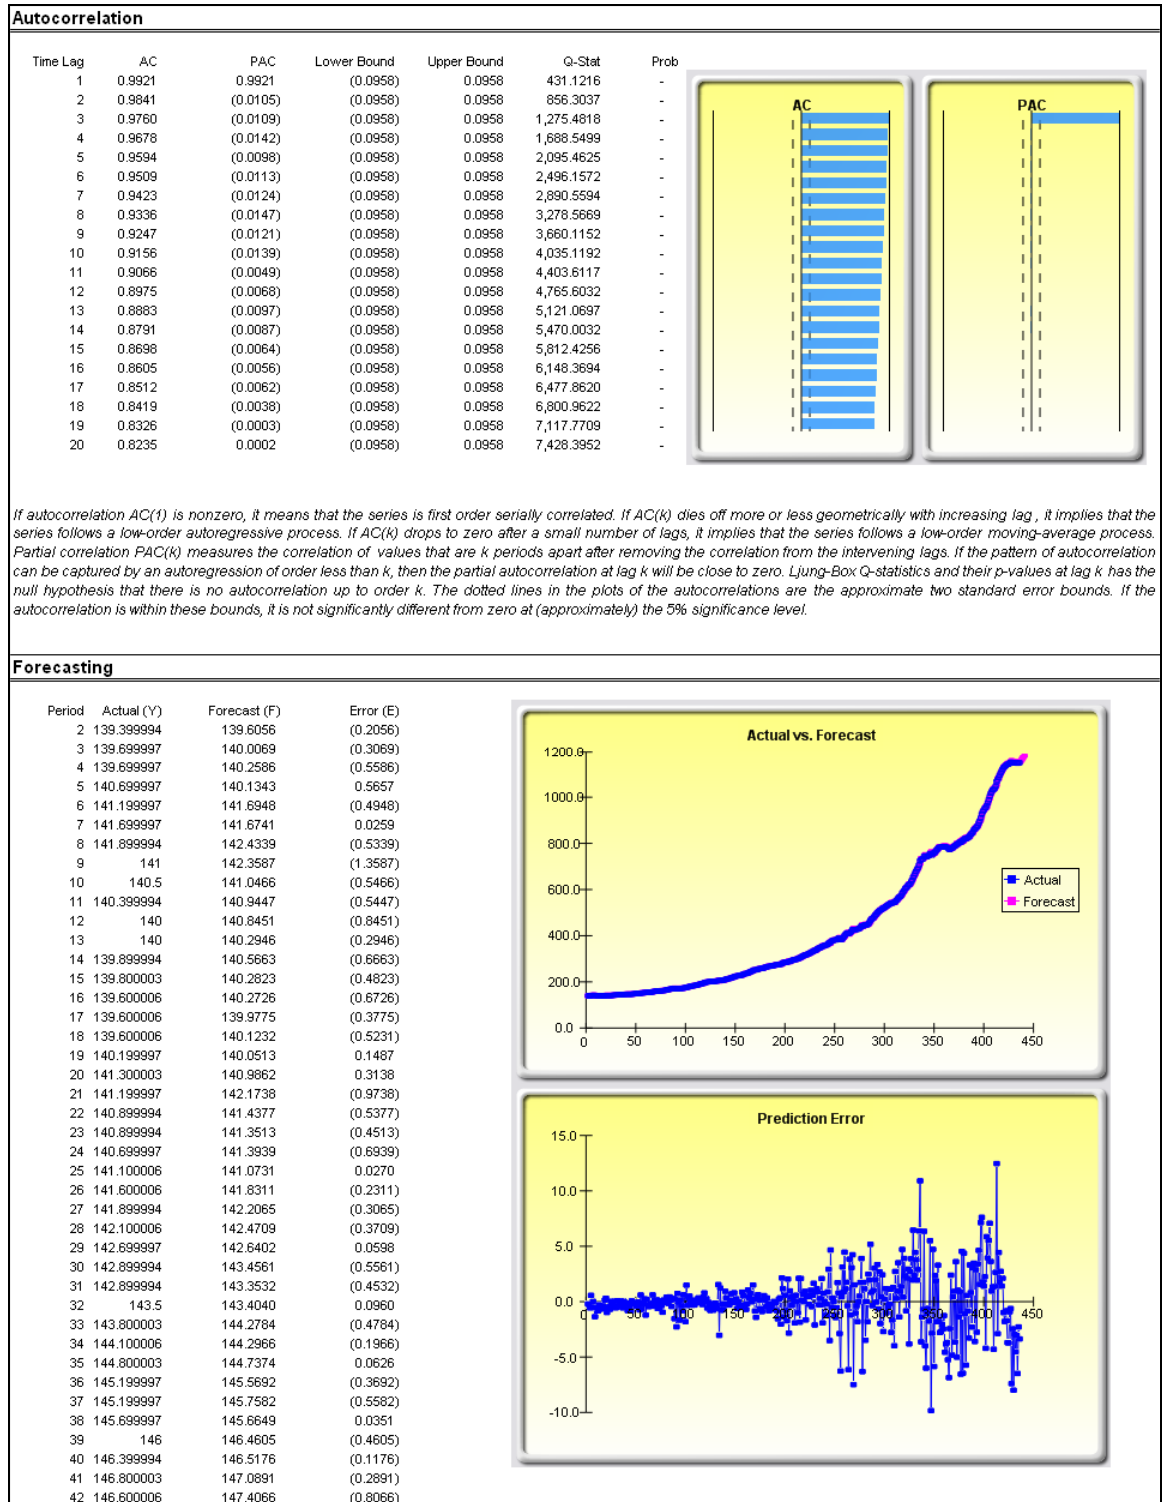 Autocorrelation
Time Lag AC PAC Lower Bound Upper Bound Q-Stat Prob
1 0.9921 0.9921 (0.0958) 0.0958 431.1216 -
2 0.9841 (0.0105) (0.0958) 0.0958 856.3037 -
3 0.9760 (0.0109) (0.0958) 0.0958 1,275.4818 -
4 0.9678 (0.0142) (0.0958) 0.0958 1,688.5499 -
5 0.9594 (0.0098) (0.0958) 0.0958 2,095.4625 -
6 0.9509 (0.0113) (0.0958) 0.0958 2,496.1572 -
7 0.9423 (0.0124) (0.0958) 0.0958 2,890.5594 -
8 0.9336 (0.0147) (0.0958) 0.0958 3,278.5669 -
9 0.9247 (0.0121) (0.0958) 0.0958 3,660.1152 -
10 0.9156 (0.0139) (0.0958) 0.0958 4,035.1192 -
11 0.9066 (0.0049) (0.0958) 0.0958 4,403.6117 -
12 0.8975 (0.0068) (0.0958) 0.0958 4,765.6032 -
13 0.8883 (0.0097) (0.0958) 0.0958 5,121.0697 -
14 0.8791 (0.0087) (0.0958) 0.0958 5,470.0032 -
15 0.8698 (0.0064) (0.0958) 0.0958 5,812.4256 -
16 0.8605 (0.0056) (0.0958) 0.0958 6,148.3694 -
17 0.8512 (0.0062) (0.0958) 0.0958 6,477.8620 -
18 0.8419 (0.0038) (0.0958) 0.0958 6,800.9622 -
19 0.8326 (0.0003) (0.0958) 0.0958 7,117.7709 -
20 0.8235 0.0002 (0.0958) 0.0958 7,428.3952 -
AC
PAC
If autocorrelation AC(1) is nonzero, it means that the series is first order serially correlated. If AC(k) dies off more or less geometrically with increasing lag , it implies that the
series follows a low-order autoregressive process. If AC(k) drops to zero after a small number of lags, it implies that the series follows a low-order moving-average process.
Partial correlation PAC(k) measures the correlation of values that are k periods apart after removing the correlation from the intervening lags. If the pattern of autocorrelation
can be captured by an autoregression of order less than k, then the partial autocorrelation at lag k will be close to zero. Ljung-Box Q-statistics and their p-values at lag k has the
null hypothesis that there is no autocorrelation up to order k. The dotted lines in the plots of the autocorrelations are the approximate two standard error bounds. If the
autocorrelation is within these bounds, it is not significantly different from zero at (approximately) the 5% significance level.
Forecasting
Period Actual (Y) Forecast (F) Error (E)
2 139.399994 139.6056 (0.2056)
3 139.699997 140.0069 (0.3069)
4 139.699997 140.2586 (0.5586)
5 140.699997 140.1343 0.5657
6 141.199997 141.6948 (0.4948)
7 141.699997 141.6741 0.0259
8 141.899994 142.4339 (0.5339)
9 141 142.3587 (1.3587)
10 140.5 141.0466 (0.5466)
11 140.399994 140.9447 (0.5447)
12 140 140.8451 (0.8451)
13 140 140.2946 (0.2946)
14 139.899994 140.5663 (0.6663)
15 139.800003 140.2823 (0.4823)
16 139.600006 140.2726 (0.6726)
17 139.600006 139.9775 (0.3775)
18 139.600006 140.1232 (0.5231)
19 140.199997 140.0513 0.1487
20 141.300003 140.9862 0.3138
21 141.199997 142.1738 (0.9738)
22 140.899994 141.4377 (0.5377)
23 140.899994 141.3513 (0.4513)
24 140.699997 141.3939 (0.6939)
25 141.100006 141.0731 0.0270
26 141.600006 141.8311 (0.2311)
27 141.899994 142.2065 (0.3065)
28 142.100006 142.4709 (0.3709)
29 142.699997 142.6402 0.0598
30 142.899994 143.4561 (0.5561)
31 142.899994 143.3532 (0.4532)
32 143.5 143.4040 0.0960
33 143.800003 144.2784 (0.4784)
34 144.100006 144.2966 (0.1966)
35 144.800003 144.7374 0.0626
36 145.199997 145.5692 (0.3692)
37 145.199997 145.7582 (0.5582)
38 145.699997 145.6649 0.0351
39 146 146.4605 (0.4605)
40 146.399994 146.5176 (0.1176)
41 146.800003 147.0891 (0.2891)
42 146.600006 147.4066 (0.8066)
Actual vs. Forecast
1200.0
1000.0
800.0
600.0
400.0
200.0
0.0
0 50 100 150 200 250 300 350 400 450
Actual
Forecast
Prediction Error
15.0
10.0
5.0
0.0
-5.0
-10.0
0 50 100 150 200 250 300 350 400 450